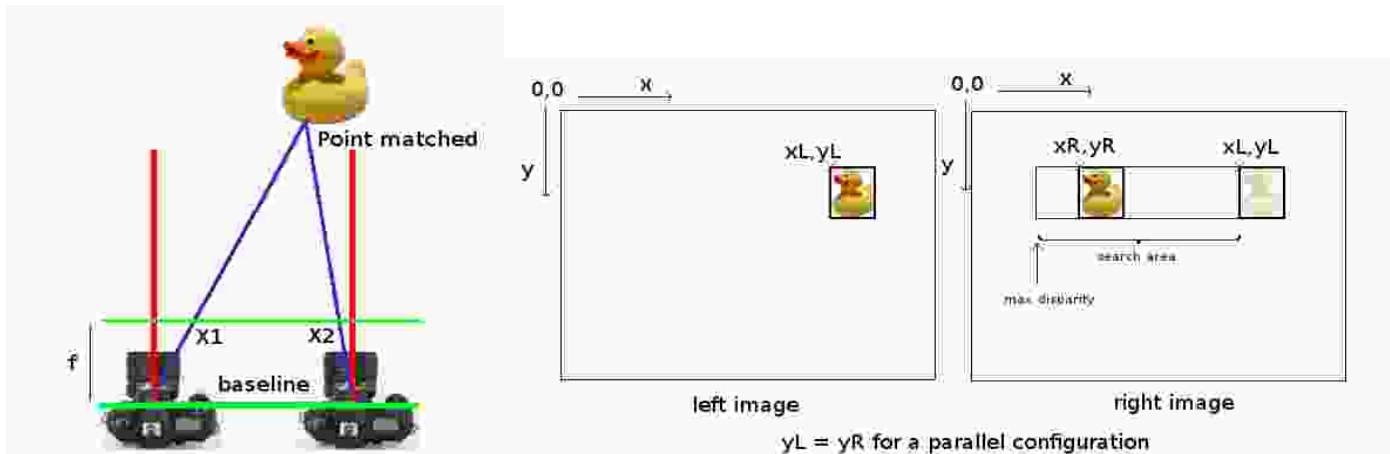 Point matched
X1
X2
f
baseline
0,0
x
y
xL,yL
left image
0,0
x
y
xR,yR
xL,yL
search area
max disparity
right image
yL = yR for a parallel configuration